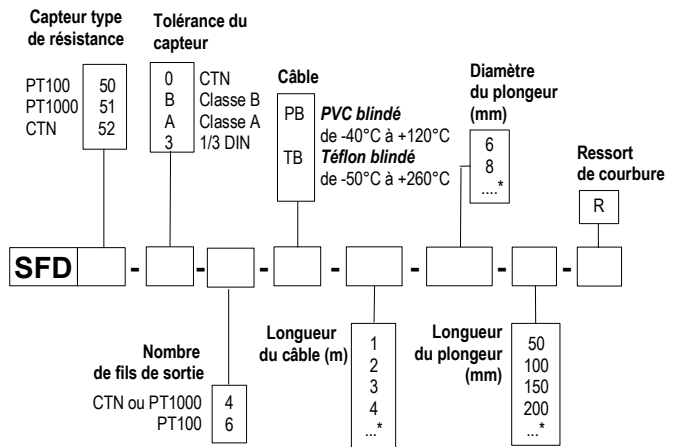 Capteur type
de résistance
PT100 50
PT1000 51
CTN 52
Tolérance du
capteur
0 CTN
B Classe B
A Classe A
3 1/3 DIN
Câble
PB PVC blindé
de -40°C à +120°C
TB Téflon blindé
de -50°C à +260°C
Diamètre
du plongeur
(mm)
6
8
....*
Ressort
de courbure
R
SFD - - - - - - -
Nombre
de fils de sortie
CTN ou PT1000 4
PT100 6
Longueur
du câble (m)
1
2
3
4
...*
Longueur
du plongeur
(mm)
50
100
150
200
...*